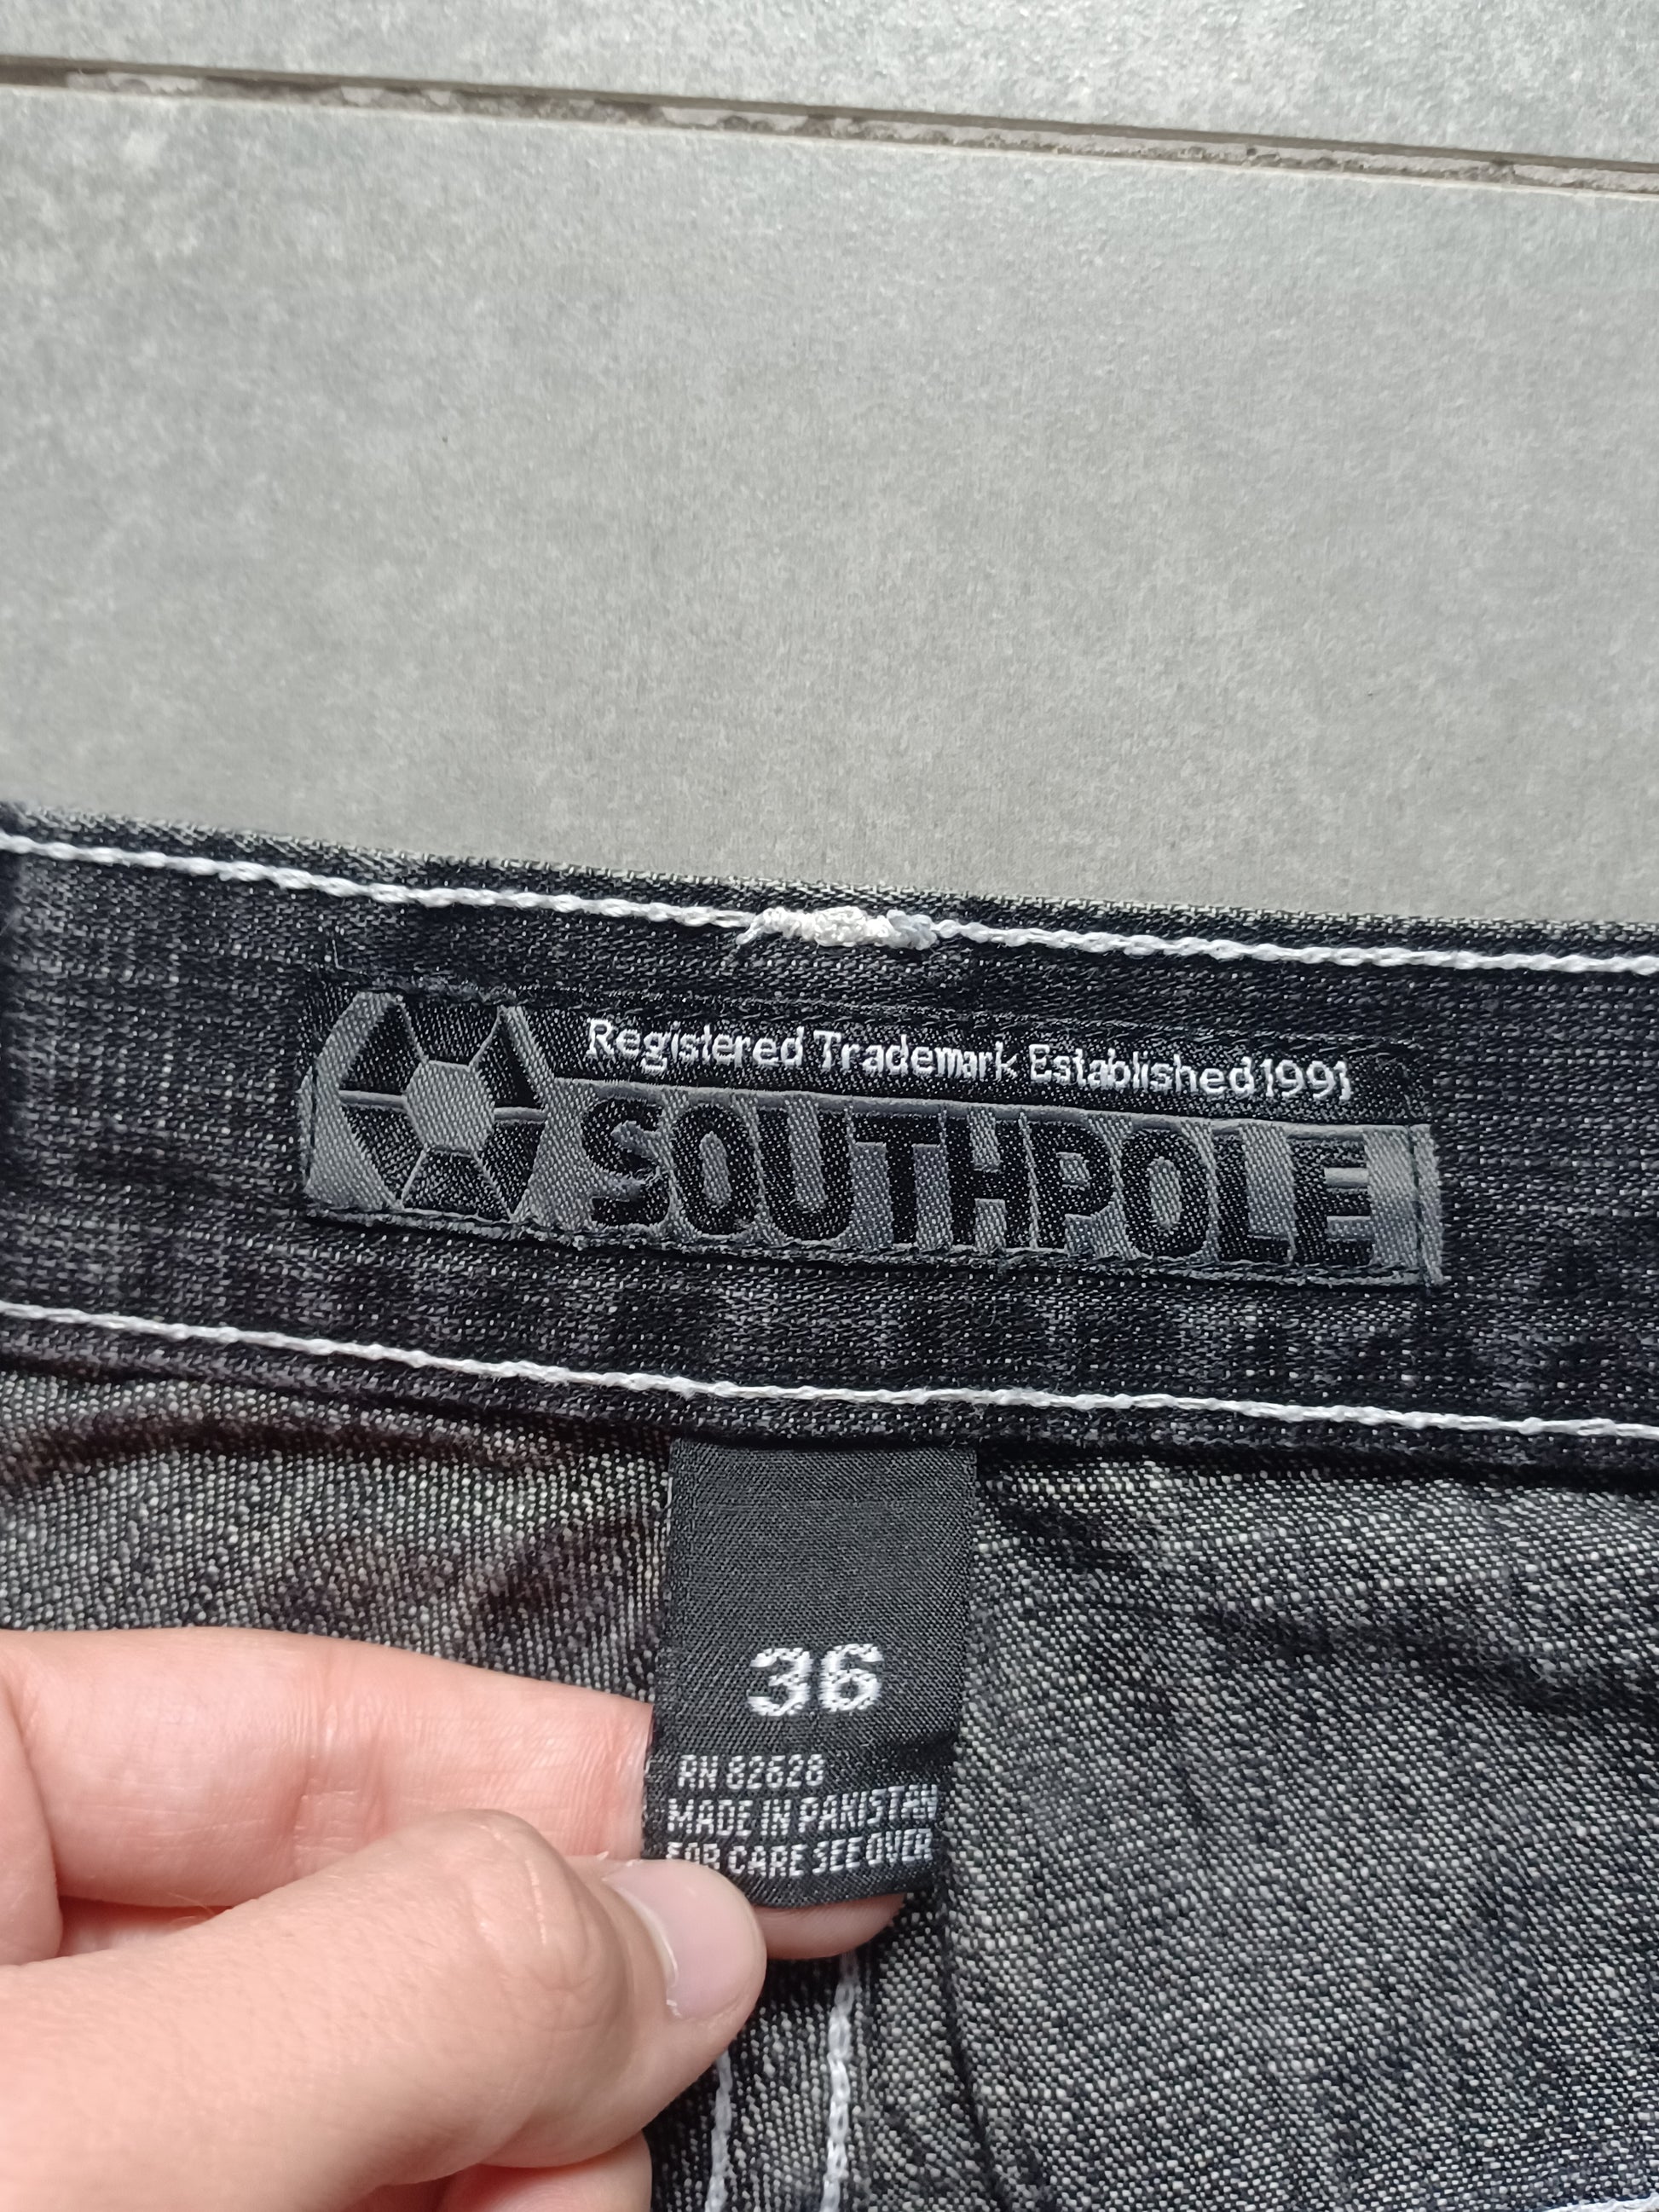 Registered Trademark Established 1991
SOUTHPOLE
36
RN 82628
MADE IN PAKISTAN
FOR CARE SEE OVER